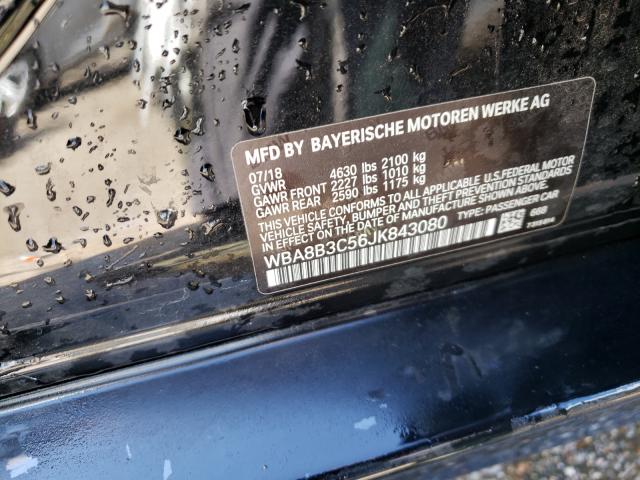 MFD BY BAYERISCHE MOTOREN WERKE AG
07/18
GVWR 4630 lbs 2100 kg
GAWR FRONT 2227 lbs 1010 kg
GAWR REAR 2590 lbs 1175 kg
THIS VEHICLE CONFORMS TO ALL APPLICABLE U.S. FEDERAL MOTOR
VEHICLE SAFETY, BUMPER AND THEFT PREVENTION STANDARDS
IN EFFECT ON THE DATE OF MANUFACTURE SHOWN ABOVE.
WBA8B3C56JK843080 TYPE: PASSENGER CAR
668